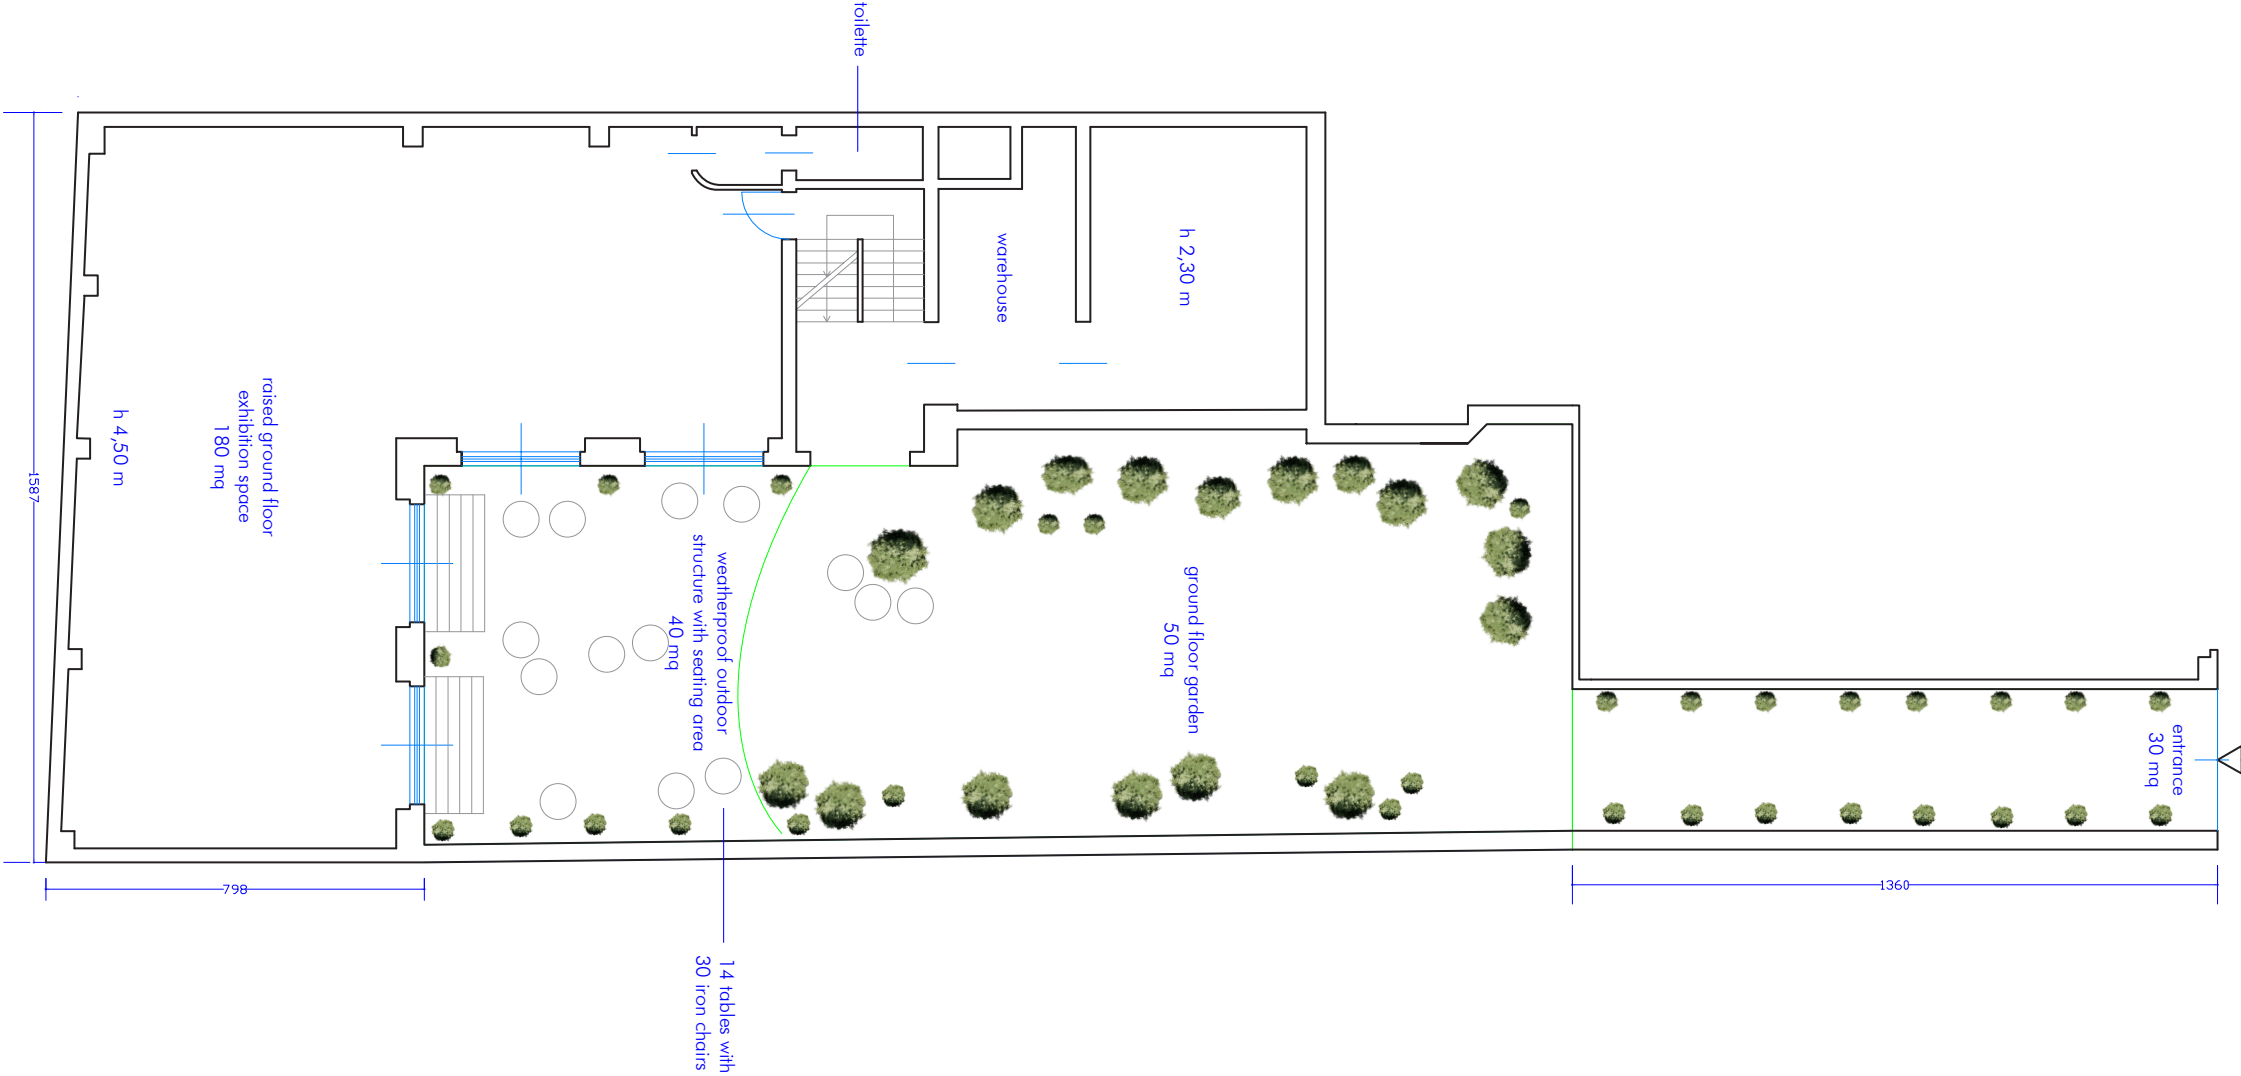 toilette
warehouse
h 2,30 m
raised ground floor
exhibition space
180 mq
h 4,50 m
1587
weatherproof outdoor
structure with seating area
40 mq
ground floor garden
50 mq
entrance
30 mq
798
1360
14 tables with
30 iron chairs